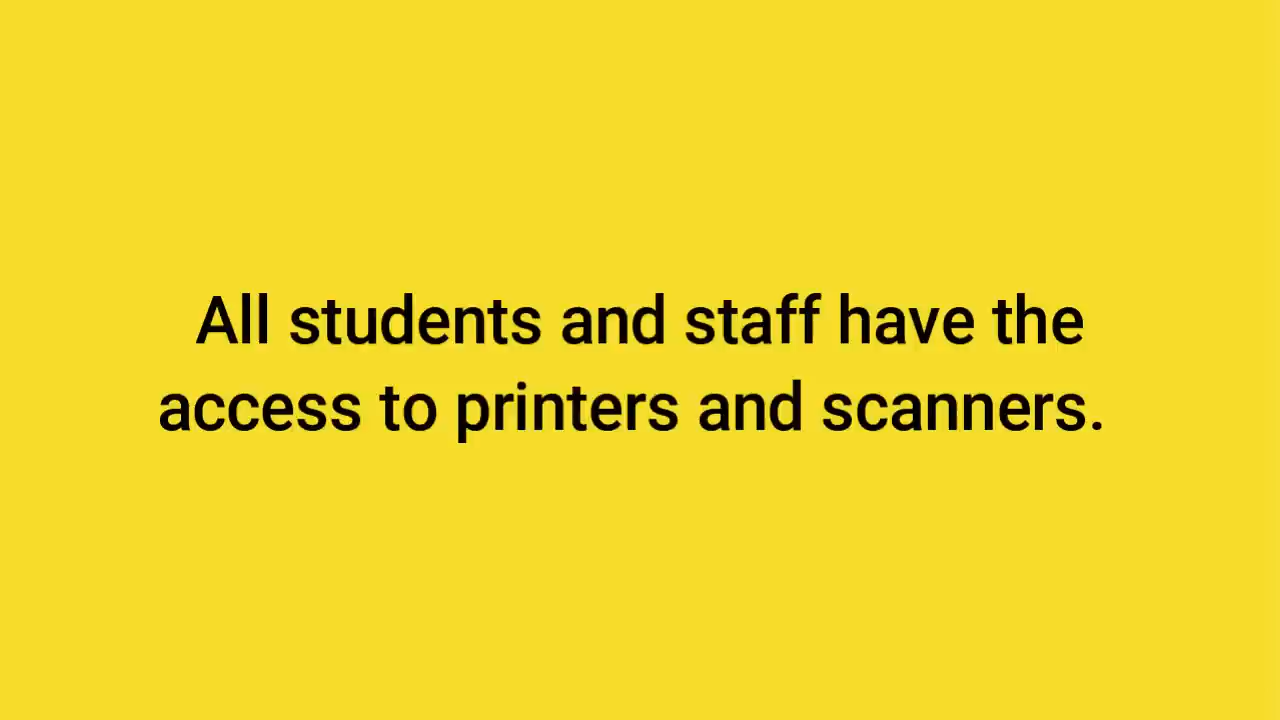 All students and staff have the
access to printers and scanners.